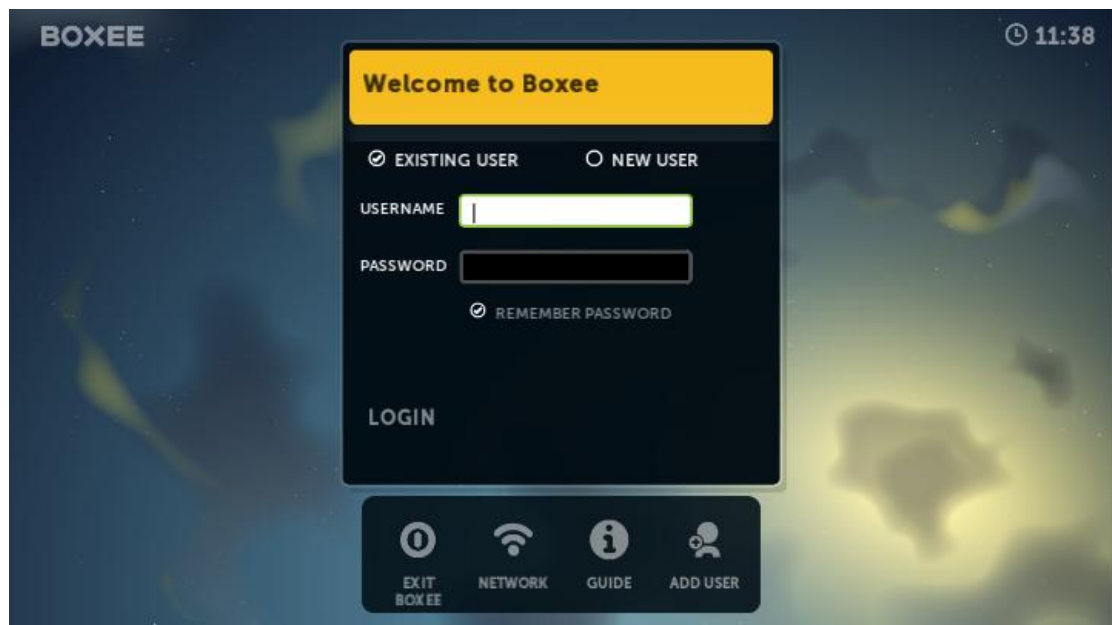 BOXEE
11:38
Welcome to Boxee
EXISTING USER NEW USER
USERNAME
PASSWORD
REMEMBER PASSWORD
LOGIN
EXIT BOXEE
NETWORK
GUIDE
ADD USER